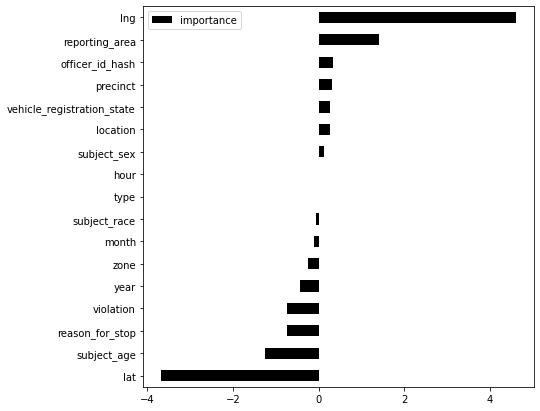 importance
lng
reporting_area
officer_id_hash
precinct
vehicle_registration_state
location
subject_sex
hour
type
subject_race
month
zone
year
violation
reason_for_stop
subject_age
lat
−4 −2 0 2 4